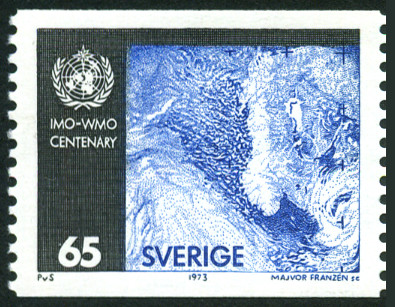 IMO-WMO
CENTENARY
65 SVERIGE
PvS 1973 MAJVOR FRANZÉN sc